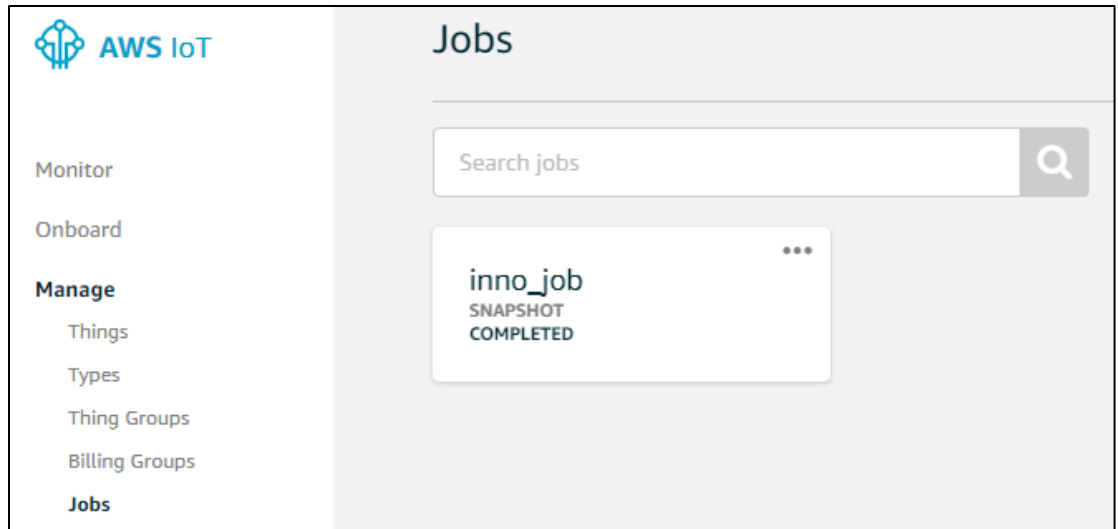 AWS IoT
Monitor
Onboard
Manage
Things
Types
Thing Groups
Billing Groups
Jobs
Jobs
Search jobs
inno_job
SNAPSHOT
COMPLETED